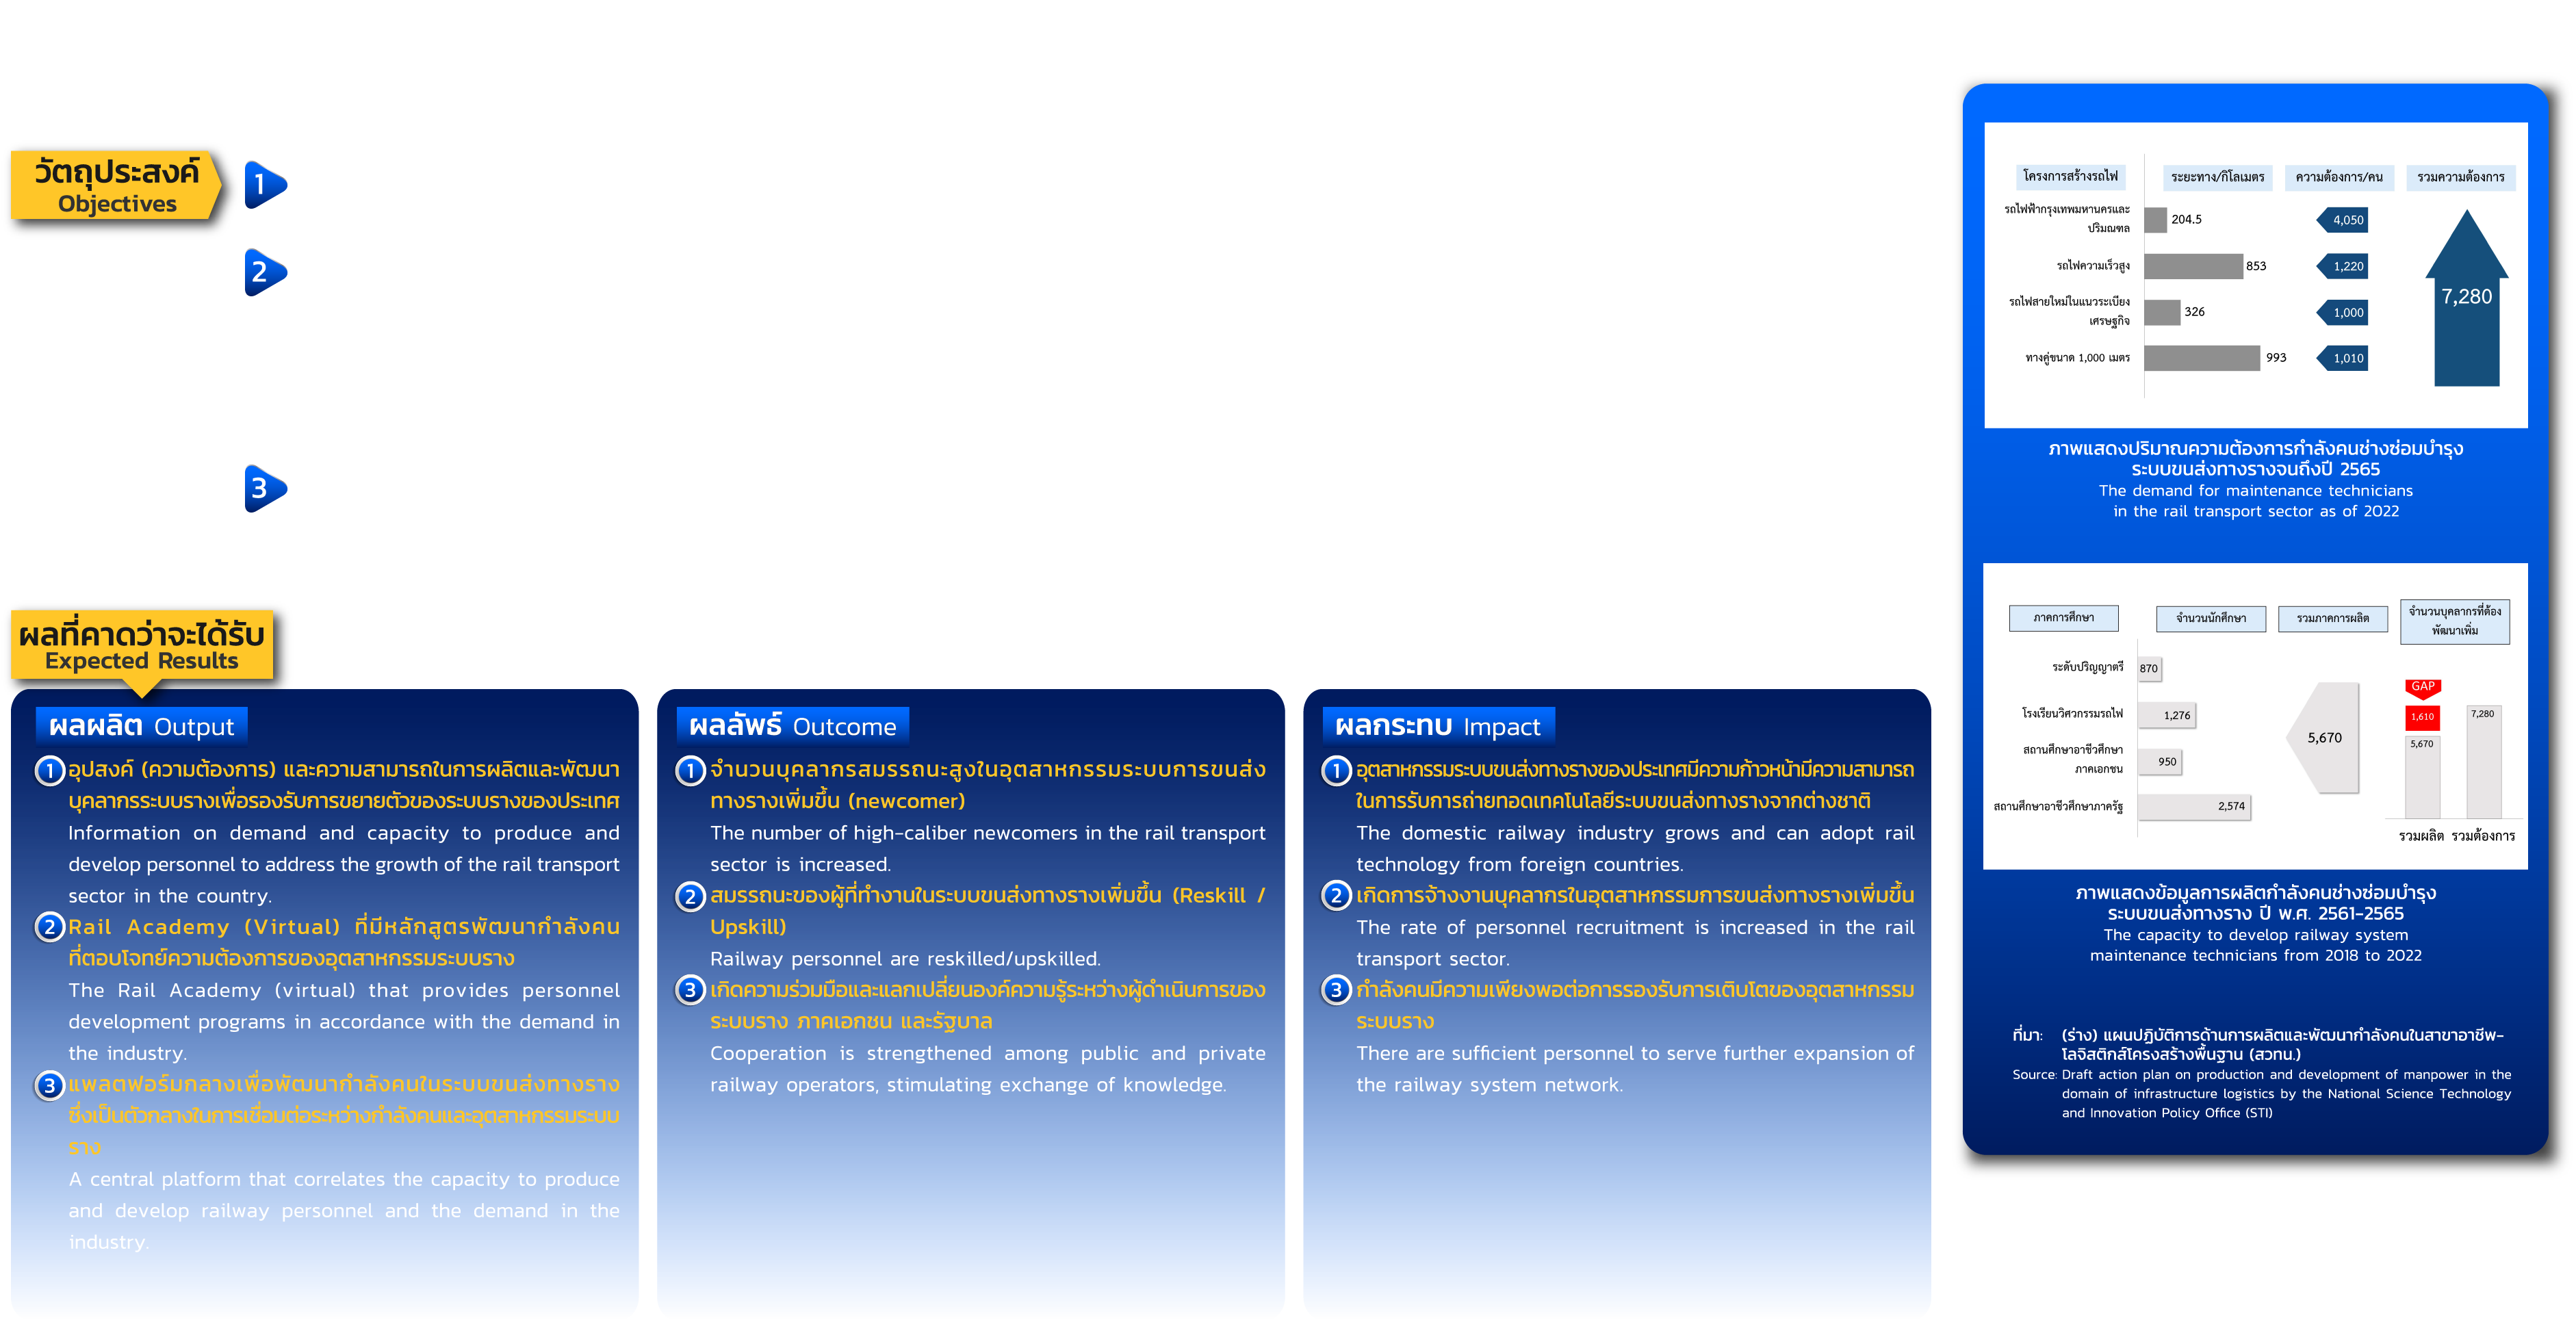 วัตถุประสงค์
Objectives
1
2
3
ผลที่คาดว่าจะได้รับ
Expected Results
ผลผลิต Output
1 อุปสงค์ (ความต้องการ) และความสามารถในการผลิตและพัฒนา
บุคลากรระบบรางเพื่อรองรับการขยายตัวของระบบรางของประเทศ
Information on demand and capacity to produce and
develop personnel to address the growth of the rail transport
sector in the country.
2 Rail Academy (Virtual) ที่มีหลักสูตรพัฒนากำลังคน
ที่ตอบโจทย์ความต้องการของอุตสาหกรรมระบบราง
The Rail Academy (virtual) that provides personnel
development programs in accordance with the demand in
the industry.
3 แพลตฟอร์มกลางเพื่อพัฒนากำลังคนในระบบขนส่งทางราง
ซึ่งเป็นตัวกลางในการเชื่อมต่อระหว่างกำลังคนและอุตสาหกรรมระบบ
ราง
A central platform that correlates the capacity to produce
and develop railway personnel and the demand in the
industry.
ผลลัพธ์ Outcome
1 จำนวนบุคลากรสมรรถนะสูงในอุตสาหกรรมระบบการขนส่ง
ทางรางเพิ่มขึ้น (newcomer)
The number of high-caliber newcomers in the rail transport
sector is increased.
2 สมรรถนะของผู้ที่ทำงานในระบบขนส่งทางรางเพิ่มขึ้น (Reskill /
Upskill)
Railway personnel are reskilled/upskilled.
3 เกิดความร่วมมือและแลกเปลี่ยนองค์ความรู้ระหว่างผู้ดำเนินการของ
ระบบราง ภาคเอกชน และรัฐบาล
Cooperation is strengthened among public and private
railway operators, stimulating exchange of knowledge.
ผลกระทบ Impact
1 อุตสาหกรรมระบบขนส่งทางรางของประเทศมีความก้าวหน้ามีความสามารถ
ในการรับการถ่ายทอดเทคโนโลยีระบบขนส่งทางรางจากต่างชาติ
The domestic railway industry grows and can adopt rail
technology from foreign countries.
2 เกิดการจ้างงานบุคลากรในอุตสาหกรรมการขนส่งทางรางเพิ่มขึ้น
The rate of personnel recruitment is increased in the rail
transport sector.
3 กำลังคนมีความเพียงพอต่อการรองรับการเติบโตของอุตสาหกรรม
ระบบราง
There are sufficient personnel to serve further expansion of
the railway system network.
โครงการสร้างรถไฟ ระยะทาง/กิโลเมตร ความต้องการ/คน รวมความต้องการ
รถไฟฟ้ากรุงเทพมหานครและ
ปริมณฑล 204.5 4,050
รถไฟความเร็วสูง 853 1,220
7,280
รถไฟสายใหม่ในแนวระเบียง
เศรษฐกิจ 326 1,000
ทางคู่ขนาด 1,000 เมตร 993 1,010
ภาพแสดงปริมาณความต้องการกำลังคนช่างซ่อมบำรุง
ระบบขนส่งทางรางจนถึงปี 2565
The demand for maintenance technicians
in the rail transport sector as of 2022
ภาคการศึกษา จำนวนนักศึกษา รวมภาคการผลิต จำนวนบุคลากรที่ต้อง
พัฒนาเพิ่ม
ระดับปริญญาตรี 870
โรงเรียนวิศวกรรมรถไฟ 1,276
สถานศึกษาอาชีวศึกษา
ภาคเอกชน 950
สถานศึกษาอาชีวศึกษาภาครัฐ 2,574
5,670
GAP
1,610 7,280
5,670
รวมผลิต รวมต้องการ
ภาพแสดงข้อมูลการผลิตกำลังคนช่างซ่อมบำรุง
ระบบขนส่งทางราง ปี พ.ศ. 2561-2565
The capacity to develop railway system
maintenance technicians from 2018 to 2022
ที่มา: (ร่าง) แผนปฏิบัติการด้านการผลิตและพัฒนากำลังคนในสาขาอาชีพ-
โลจิสติกส์โครงสร้างพื้นฐาน (สวทน.)
Source: Draft action plan on production and development of manpower in the
domain of infrastructure logistics by the National Science Technology
and Innovation Policy Office (STI)